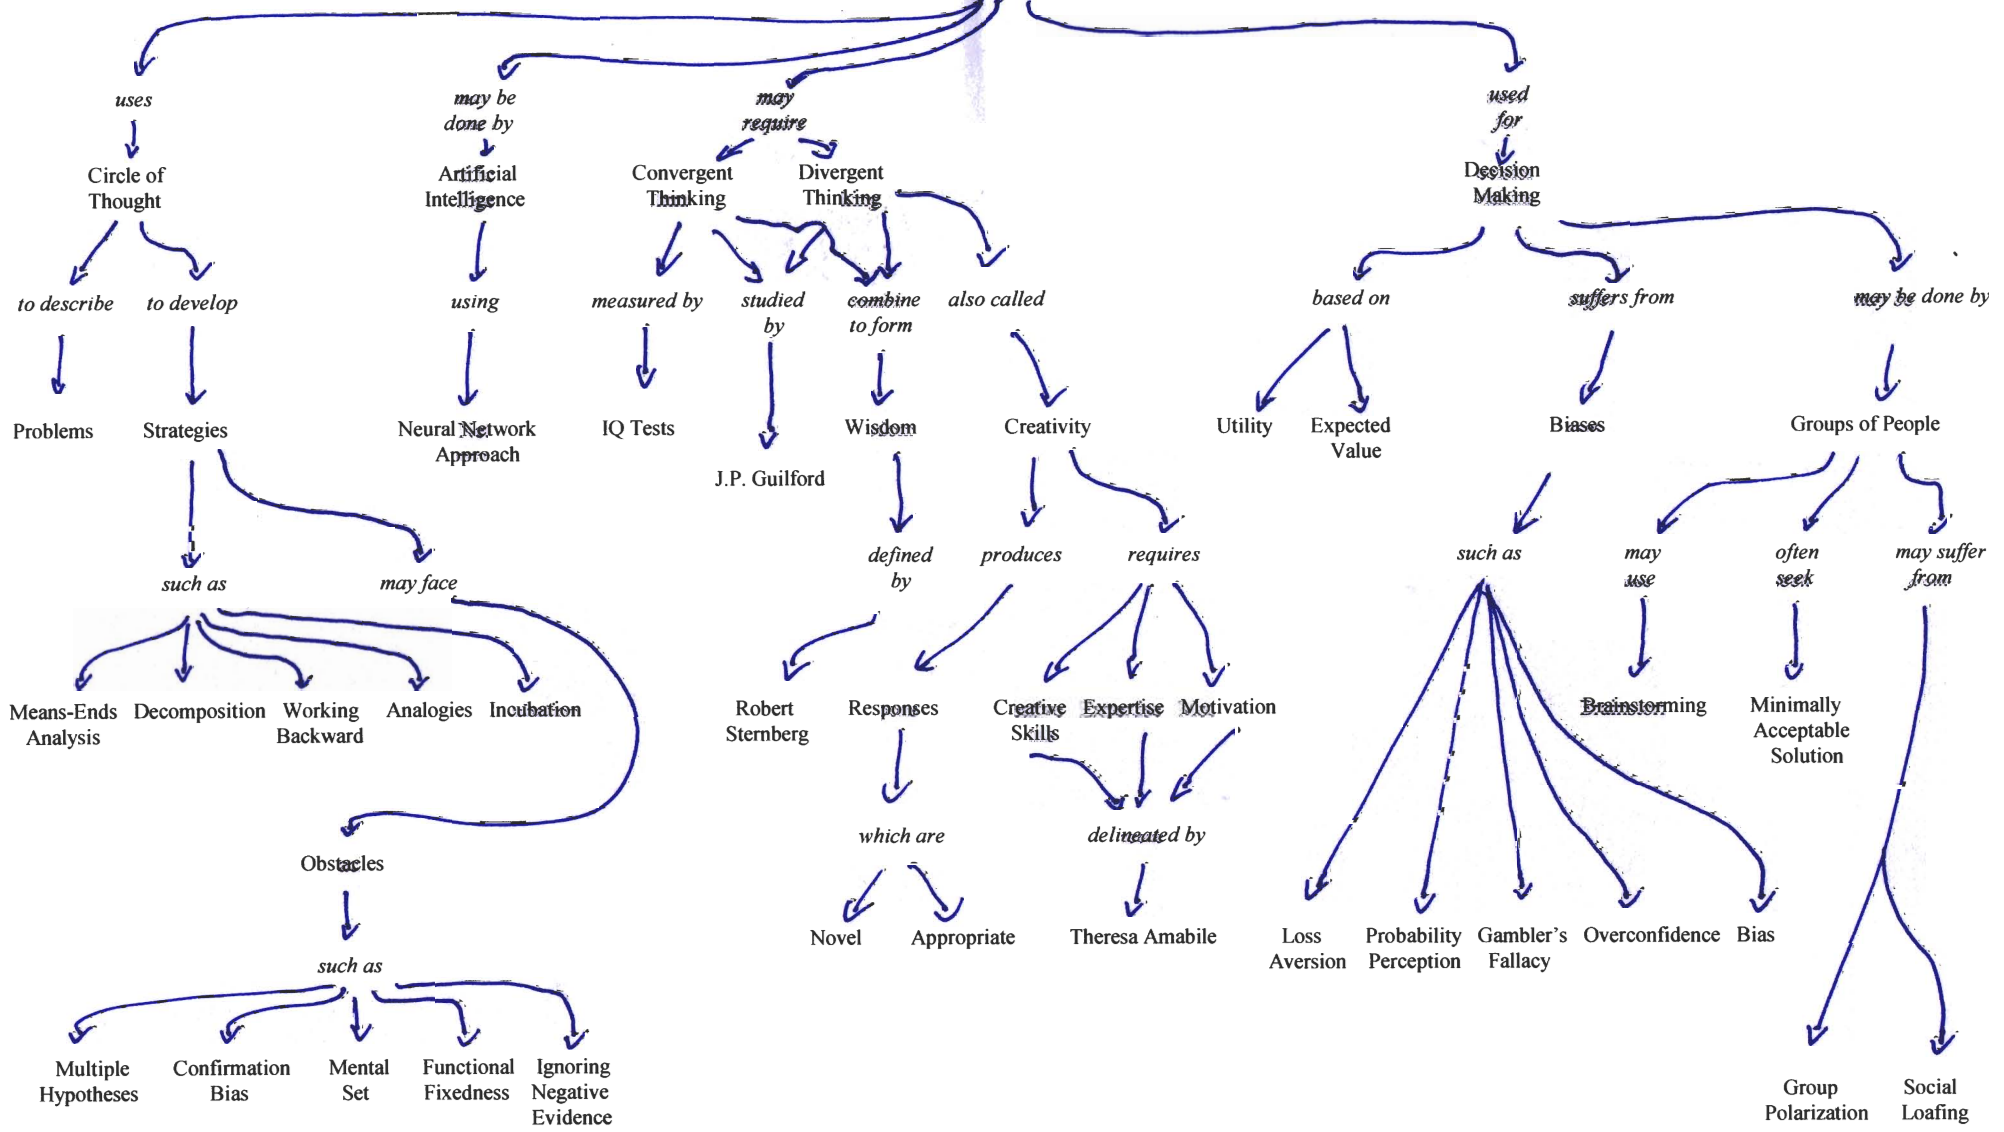 uses
may be
done by
may
require
used
for
Circle of
Thought
Artificial
Intelligence
Convergent
Thinking
Divergent
Thinking
Decision
Making
to describe
to develop
using
measured by
studied
by
combine
to form
also called
based on
suffers from
may be done by
Problems
Strategies
Neural Network
Approach
IQ Tests
J.P. Guilford
Wisdom
Creativity
Utility
Expected
Value
Biases
Groups of People
such as
may face
defined
by
produces
requires
such as
may
use
often
seek
may suffer
from
Means-Ends
Analysis
Decomposition
Working
Backward
Analogies
Incubation
Robert
Sternberg
Responses
Creative
Skills
Expertise
Motivation
Brainstorming
Minimally
Acceptable
Solution
Obstacles
which are
delineated by
such as
Novel
Appropriate
Theresa Amabile
Loss
Aversion
Probability
Perception
Gambler's
Fallacy
Overconfidence
Bias
Multiple
Hypotheses
Confirmation
Bias
Mental
Set
Functional
Fixedness
Ignoring
Negative
Evidence
Group
Polarization
Social
Loafing